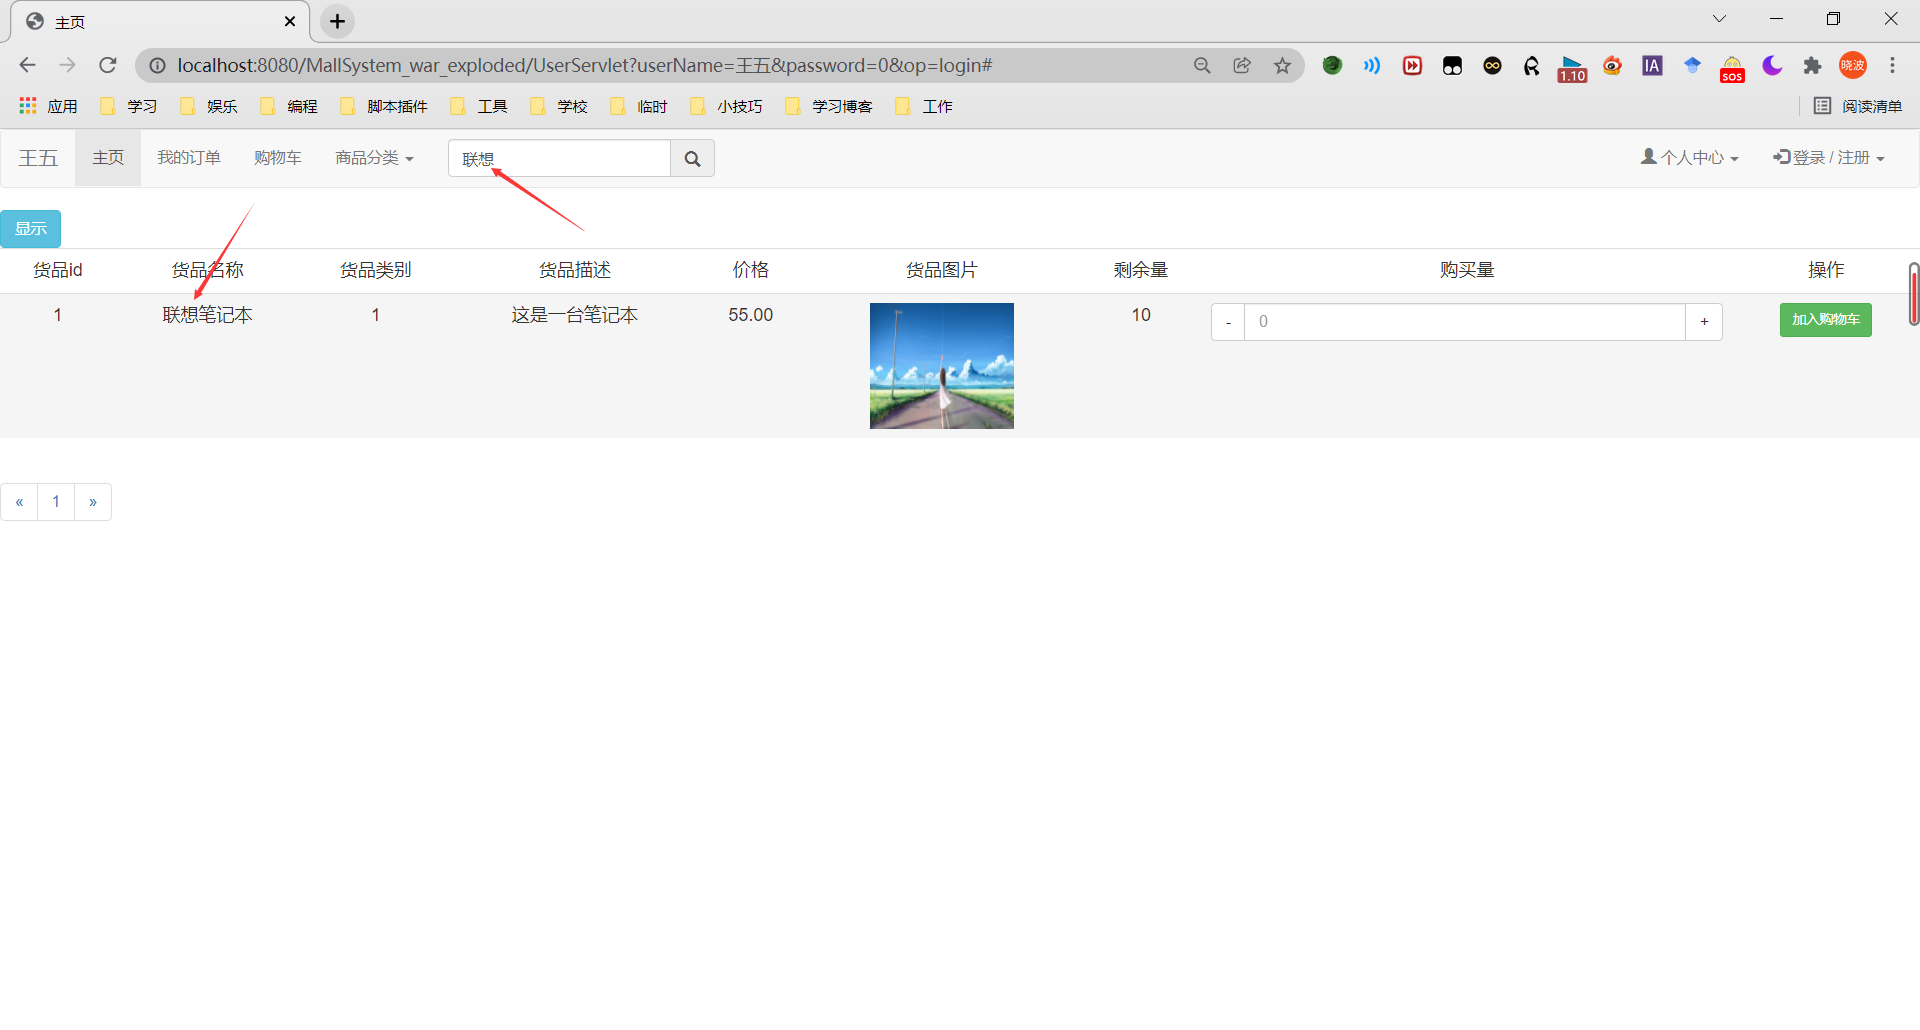 主页
localhost:8080/MallSystem_war_exploded/UserServlet?userName=王五&password=0&op=login#
1.10
IA
sos
晓波
应用 学习 娱乐 编程 脚本插件 工具 学校 临时 小技巧 学习博客 工作 阅读清单
王五 主页 我的订单 购物车 商品分类 联想 个人中心 登录 / 注册
显示
货品id 货品名称 货品类别 货品描述 价格 货品图片 剩余量 购买量 操作
1 联想笔记本 1 这是一台笔记本 55.00 10 - 0 + 加入购物车
« 1 »